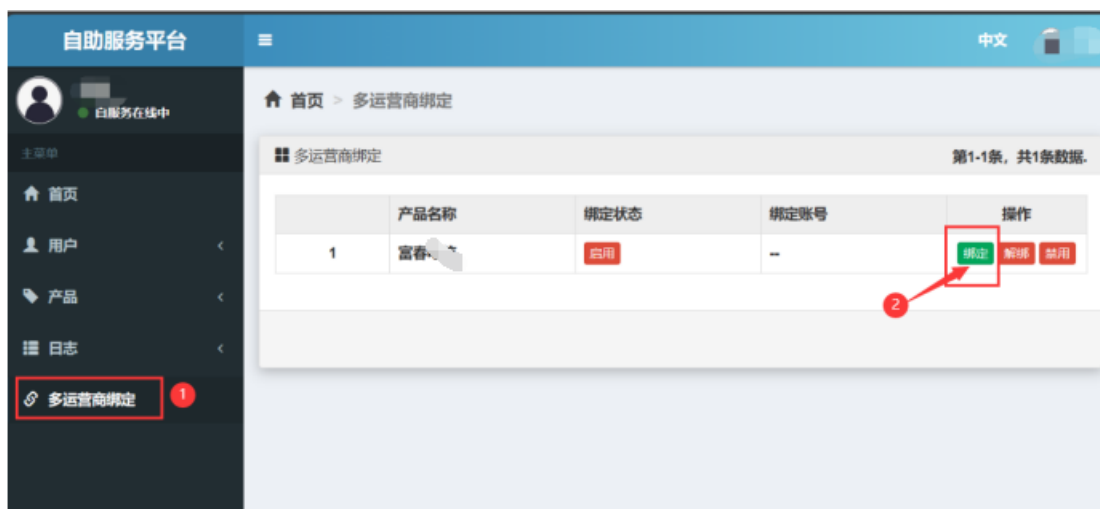 自助服务平台
中文
自服务在线中
首页 > 多运营商绑定
主菜单
多运营商绑定 第1-1条，共1条数据.
首页
用户
产品
日志
多运营商绑定 1
产品名称 绑定状态 绑定账号 操作
1 富春 启用 -- 绑定 解绑 禁用
2